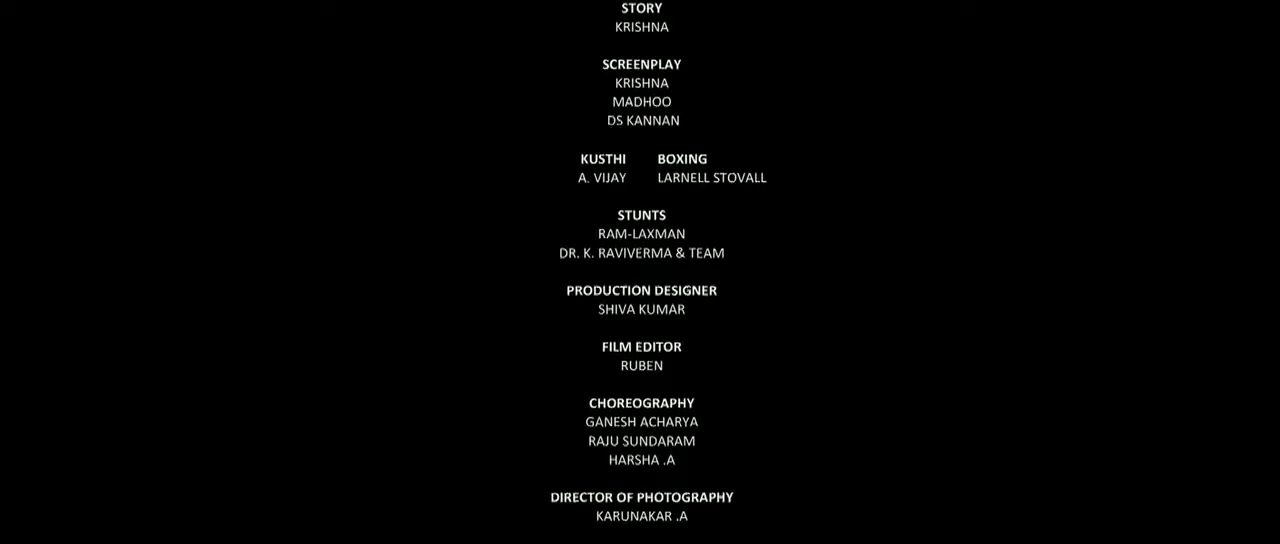 STORY
KRISHNA
SCREENPLAY
KRISHNA
MADHOO
DS KANNAN
KUSTHI BOXING
A. VIJAY LARNELL STOVALL
STUNTS
RAM-LAXMAN
DR. K. RAVIVERMA & TEAM
PRODUCTION DESIGNER
SHIVA KUMAR
FILM EDITOR
RUBEN
CHOREOGRAPHY
GANESH ACHARYA
RAJU SUNDARAM
HARSHA .A
DIRECTOR OF PHOTOGRAPHY
KARUNAKAR .A